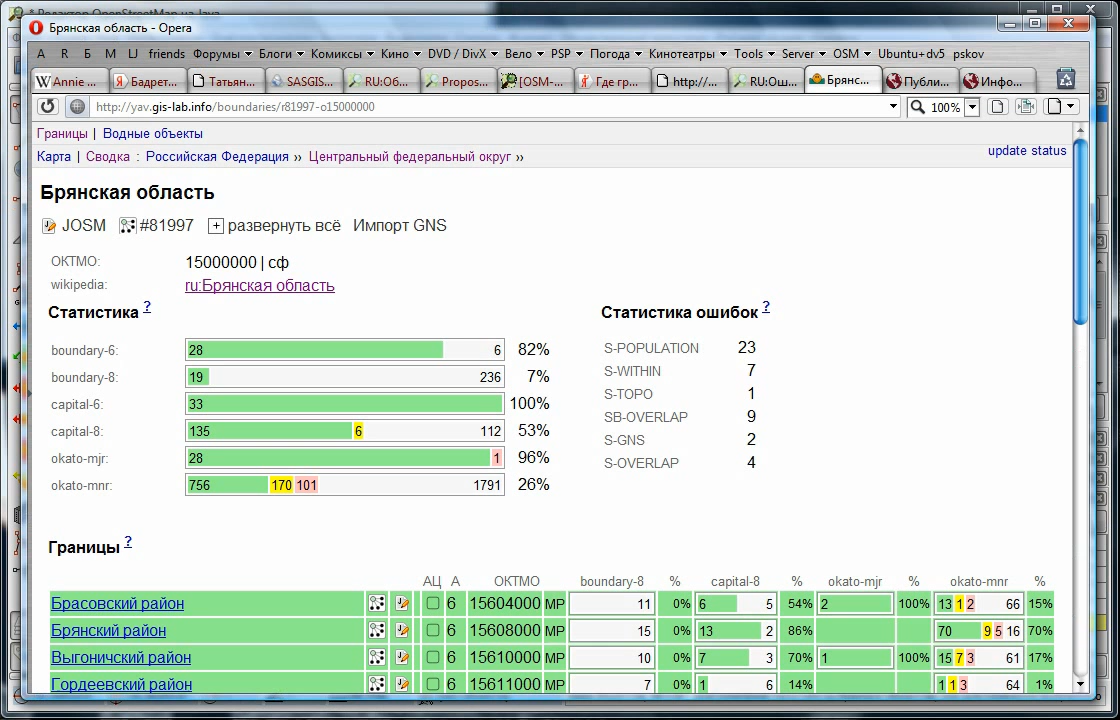 * Редактор OpenStreetMap на Java
Брянская область - Opera
А R Б М LJ friends Форумы Блоги Комиксы Кино DVD / DivX Вело PSP Погода Кинотеатры Tools Server OSM Ubuntu+dv5 pskov
Annie ... Бадрет... Татьян... SASGIS... RU:Об... Propos... [OSM-... Где гр... http:/... RU:Ош... Брянс... Публи... Инфо...
http://yav.gis-lab.info/boundaries/r81997-o15000000 100%
Границы | Водные объекты
Карта | Сводка : Российская Федерация ›› Центральный федеральный округ ››
update status
Брянская область
JOSM #81997 + развернуть всё Импорт GNS
ОКТМО: 15000000 | сф
wikipedia: ru:Брянская область
Статистика ? Статистика ошибок ?
boundary-6: 28 6 82% S-POPULATION 23
boundary-8: 19 236 7% S-WITHIN 7
capital-6: 33 100% S-TOPO 1
capital-8: 135 6 112 53% SB-OVERLAP 9
okato-mjr: 28 1 96% S-GNS 2
okato-mnr: 756 170 101 1791 26% S-OVERLAP 4
Границы ?
АЦ А ОКТМО boundary-8 % capital-8 % okato-mjr % okato-mnr %
Брасовский район 6 15604000 МР 11 0% 6 5 54% 2 100% 13 1 2 66 15%
Брянский район 6 15608000 МР 15 0% 13 2 86% 70 9 5 16 70%
Выгоничский район 6 15610000 МР 10 0% 7 3 70% 1 100% 15 7 3 61 17%
Гордеевский район 6 15611000 МР 7 0% 1 6 14% 1 1 3 64 1%